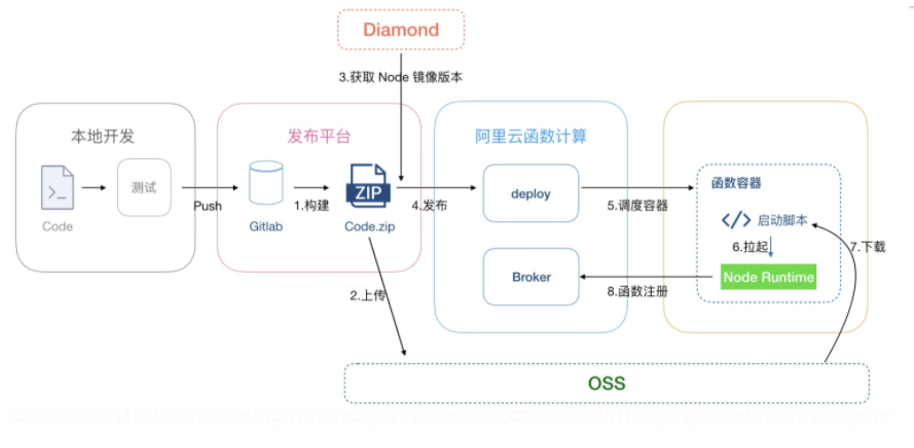 Diamond
3.获取 Node 镜像版本
本地开发
发布平台
阿里云函数计算
函数容器
测试
ZIP
deploy
启动脚本
Code
Push
Gitlab
1.构建
Code.zip
4.发布
5.调度容器
6.拉起
7.下载
Broker
Node Runtime
8.函数注册
2.上传
OSS